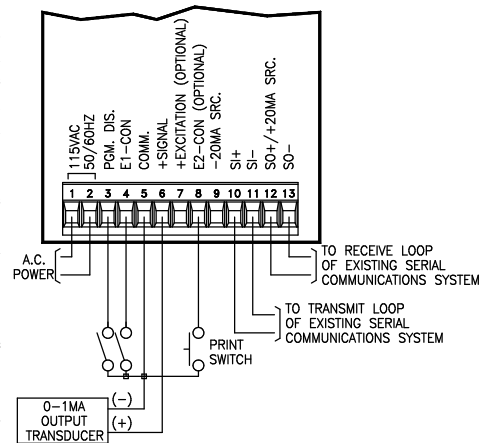 115VAC
50/60HZ
PGM. DIS.
E1-CON
COMM.
+SIGNAL
+EXCITATION (OPTIONAL)
E2-CON (OPTIONAL)
-20MA SRC.
SI+
SI-
SO+/+20MA SRC.
SO-
1 2 3 4 5 6 7 8 9 10 11 12 13
A.C.
POWER
TO RECEIVE LOOP
OF EXISTING SERIAL
COMMUNICATIONS SYSTEM
TO TRANSMIT LOOP
OF EXISTING SERIAL
COMMUNICATIONS SYSTEM
PRINT
SWITCH
(-)
(+)
0-1MA
OUTPUT
TRANSDUCER